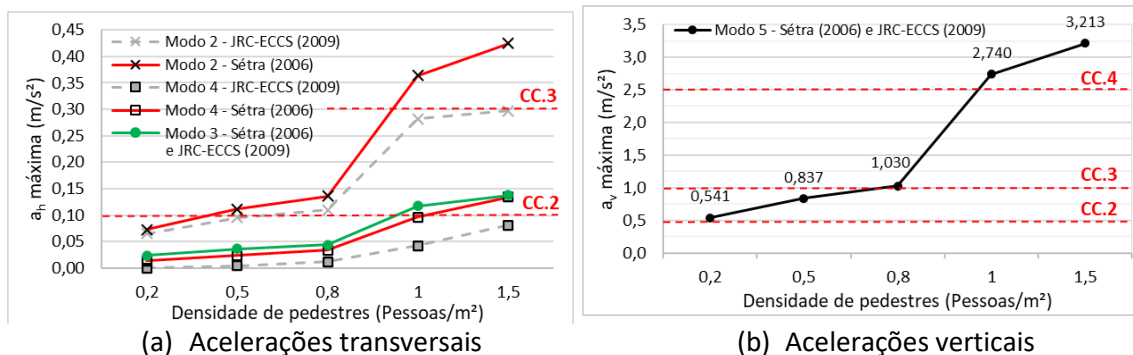 0,45
0,40
0,35
0,30
0,25
0,20
0,15
0,10
0,05
0,00
a_h máxima (m/s²)
Modo 2 - JRC-ECCS (2009)
Modo 2 - Sétra (2006)
Modo 4 - JRC-ECCS (2009)
Modo 4 - Sétra (2006)
Modo 3 - Sétra (2006)
e JRC-ECCS (2009)
CC.3
CC.2
0,2 0,5 0,8 1 1,5
Densidade de pedestres (Pessoas/m²)
(a) Acelerações transversais
3,5
3,0
2,5
2,0
1,5
1,0
0,5
0,0
a_v máxima (m/s²)
Modo 5 - Sétra (2006) e JRC-ECCS (2009)
3,213
2,740
CC.4
1,030
CC.3
0,837
0,541
CC.2
0,2 0,5 0,8 1 1,5
Densidade de pedestres (Pessoas/m²)
(b) Acelerações verticais